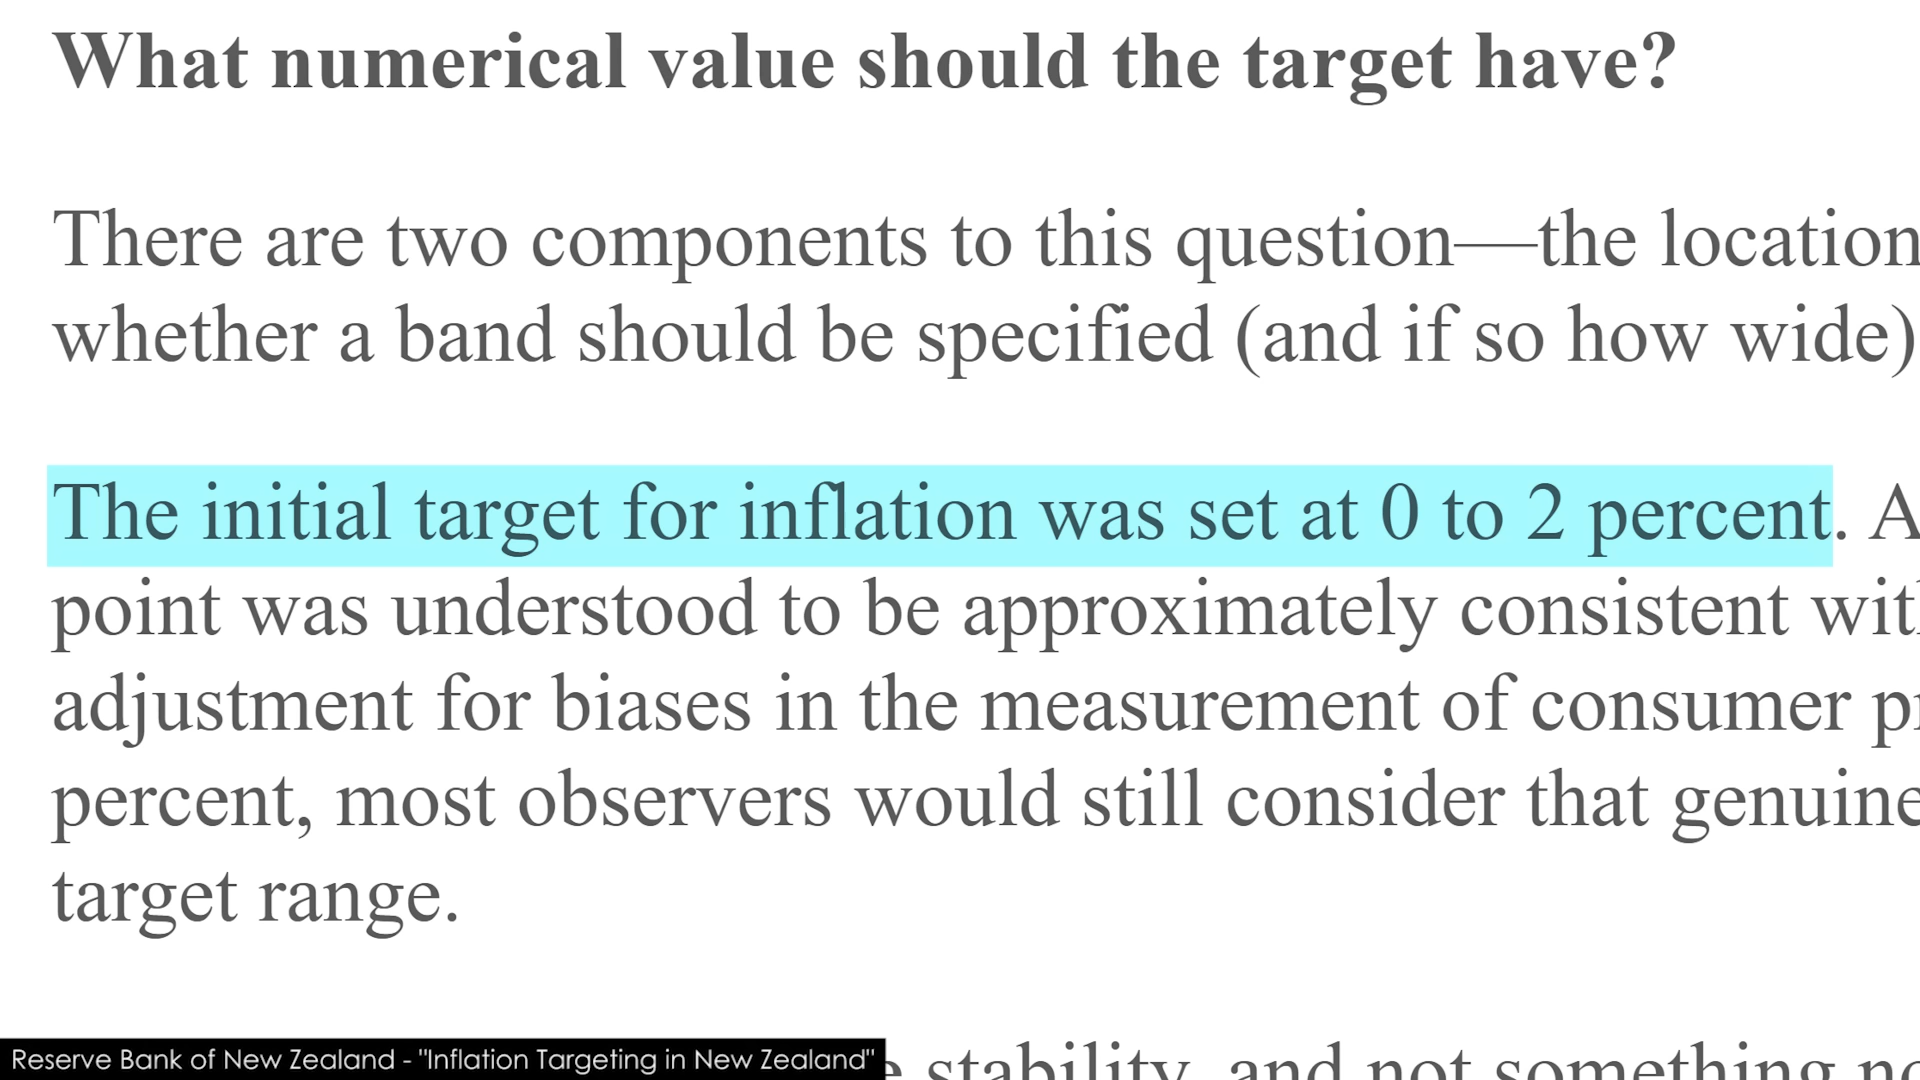 What numerical value should the target have?
There are two components to this question—the location
whether a band should be specified (and if so how wide)
The initial target for inflation was set at 0 to 2 percent. A
point was understood to be approximately consistent
adjustment for biases in the measurement of consumer
percent, most observers would still consider that genuine
target range.
stability, and not something
Reserve Bank of New Zealand - "Inflation Targeting in New Zealand"